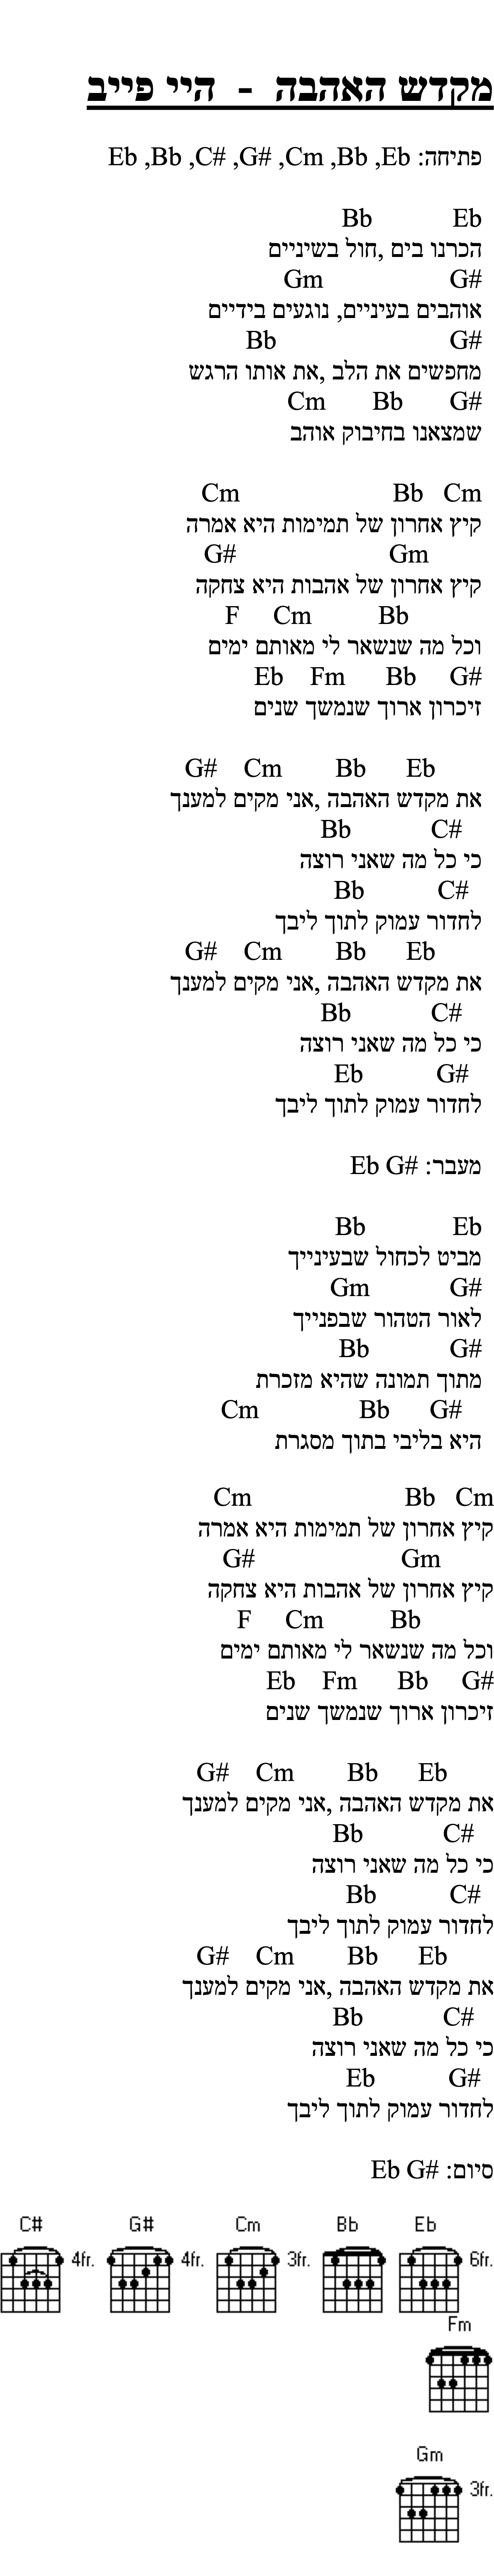 מקדש האהבה - היי פייב
פתיחה: Eb, Bb, Cm, G#, C#, Bb, Eb
Eb Bb
הכרנו בים ,חול בשיניים
G# Gm
אוהבים בעיניים, נוגעים בידיים
G# Bb
מחפשים את הלב ,את אותו הרגש
G# Bb Cm
שמצאנו בחיבוק אוהב
Cm Bb Cm
קיץ אחרון של תמימות היא אמרה
Gm G#
קיץ אחרון של אהבות היא צחקה
Bb Cm F
וכל מה שנשאר לי מאותם ימים
G# Bb Fm Eb
זיכרון ארוך שנמשך שנים
Eb Bb Cm G#
את מקדש האהבה ,אני מקים למענך
C# Bb
כי כל מה שאני רוצה
C# Bb
לחדור עמוק לתוך ליבך
Eb Bb Cm G#
את מקדש האהבה ,אני מקים למענך
C# Bb
כי כל מה שאני רוצה
G# Eb
לחדור עמוק לתוך ליבך
מעבר: Eb G#
Eb Bb
מביט לכחול שבעינייך
G# Gm
לאור הטהור שבפנייך
G# Bb
מתוך תמונה שהיא מזכרת
G# Bb Cm
היא בליבי בתוך מסגרת
Cm Bb Cm
קיץ אחרון של תמימות היא אמרה
Gm G#
קיץ אחרון של אהבות היא צחקה
Bb Cm F
וכל מה שנשאר לי מאותם ימים
G# Bb Fm Eb
זיכרון ארוך שנמשך שנים
Eb Bb Cm G#
את מקדש האהבה ,אני מקים למענך
C# Bb
כי כל מה שאני רוצה
C# Bb
לחדור עמוק לתוך ליבך
Eb Bb Cm G#
את מקדש האהבה ,אני מקים למענך
C# Bb
כי כל מה שאני רוצה
G# Eb
לחדור עמוק לתוך ליבך
סיום: Eb G#
C# G# Cm Bb Eb
4fr. 4fr. 3fr. 6fr.
Fm
Gm
3fr.